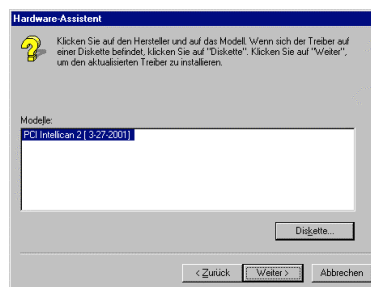 Hardware-Assistent
Klicken Sie auf den Hersteller und auf das Modell. Wenn sich der Treiber auf
einer Diskette befindet, klicken Sie auf "Diskette". Klicken Sie auf "Weiter",
um den aktualisierten Treiber zu installieren.
Modelle:
PCI Intellican 2 [ 3-27-2001]
Diskette...
< Zurück
Weiter >
Abbrechen